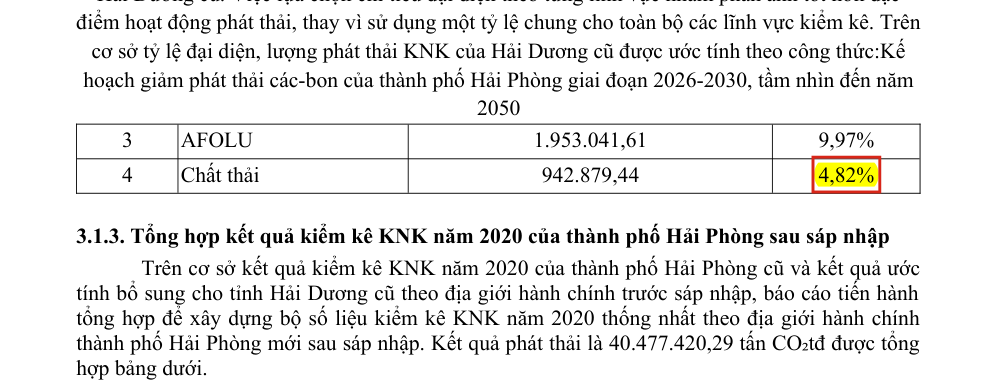 điểm hoạt động phát thải, thay vì sử dụng một tỷ lệ chung cho toàn bộ các lĩnh vực kiểm kê. Trên
cơ sở tỷ lệ đại diện, lượng phát thải KNK của Hải Dương cũ được ước tính theo công thức:Kế
hoạch giảm phát thải các-bon của thành phố Hải Phòng giai đoạn 2026-2030, tầm nhìn đến năm
2050
3 AFOLU 1.953.041,61 9,97%
4 Chất thải 942.879,44 4,82%
3.1.3. Tổng hợp kết quả kiểm kê KNK năm 2020 của thành phố Hải Phòng sau sáp nhập
Trên cơ sở kết quả kiểm kê KNK năm 2020 của thành phố Hải Phòng cũ và kết quả ước
tính bổ sung cho tỉnh Hải Dương cũ theo địa giới hành chính trước sáp nhập, báo cáo tiến hành
tổng hợp để xây dựng bộ số liệu kiểm kê KNK năm 2020 thống nhất theo địa giới hành chính
thành phố Hải Phòng mới sau sáp nhập. Kết quả phát thải là 40.477.420,29 tấn CO₂tđ được tổng
hợp bảng dưới.